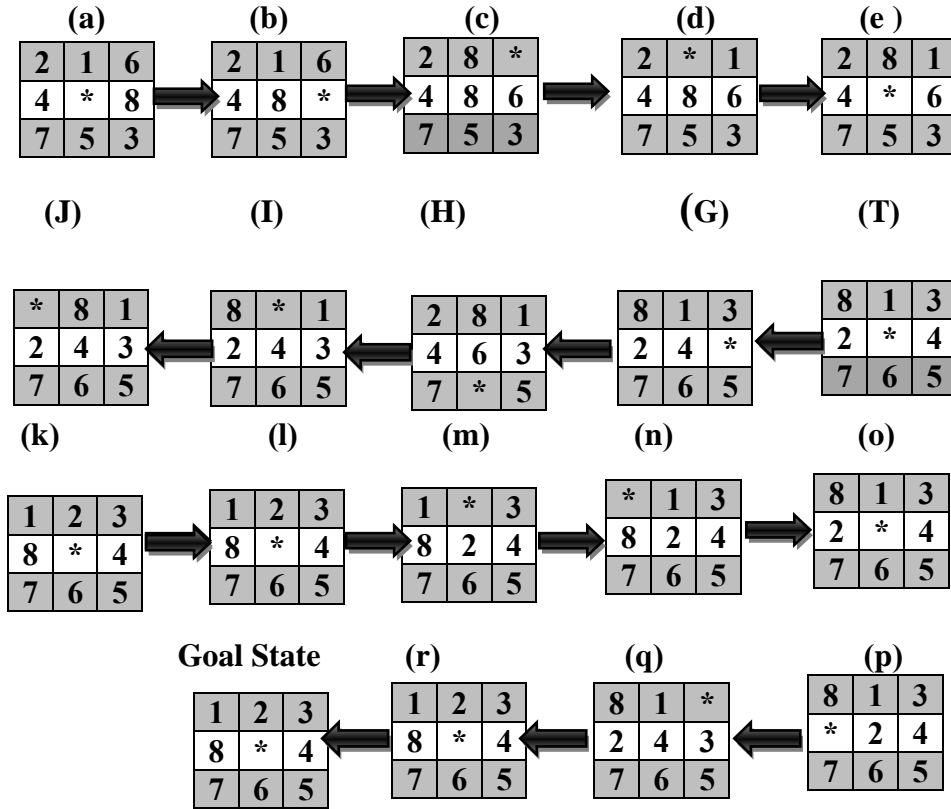 (a) (b) (c) (d) (e )
2 1 6 2 1 6 2 8 * 2 * 1 2 8 1
4 * 8 4 8 * 4 8 6 4 8 6 4 * 6
7 5 3 7 5 3 7 5 3 7 5 3 7 5 3
(J) (I) (H) (G) (T)
* 8 1 8 * 1 2 8 1 8 1 3 8 1 3
2 4 3 2 4 3 4 6 3 2 4 * 2 * 4
7 6 5 7 6 5 7 * 5 7 6 5 7 6 5
(k) (l) (m) (n) (o)
1 2 3 1 2 3 1 * 3 * 1 3 8 1 3
8 * 4 8 * 4 8 2 4 8 2 4 2 * 4
7 6 5 7 6 5 7 6 5 7 6 5 7 6 5
Goal State (r) (q) (p)
1 2 3 1 2 3 8 1 * 8 1 3
8 * 4 8 * 4 2 4 3 * 2 4
7 6 5 7 6 5 7 6 5 7 6 5